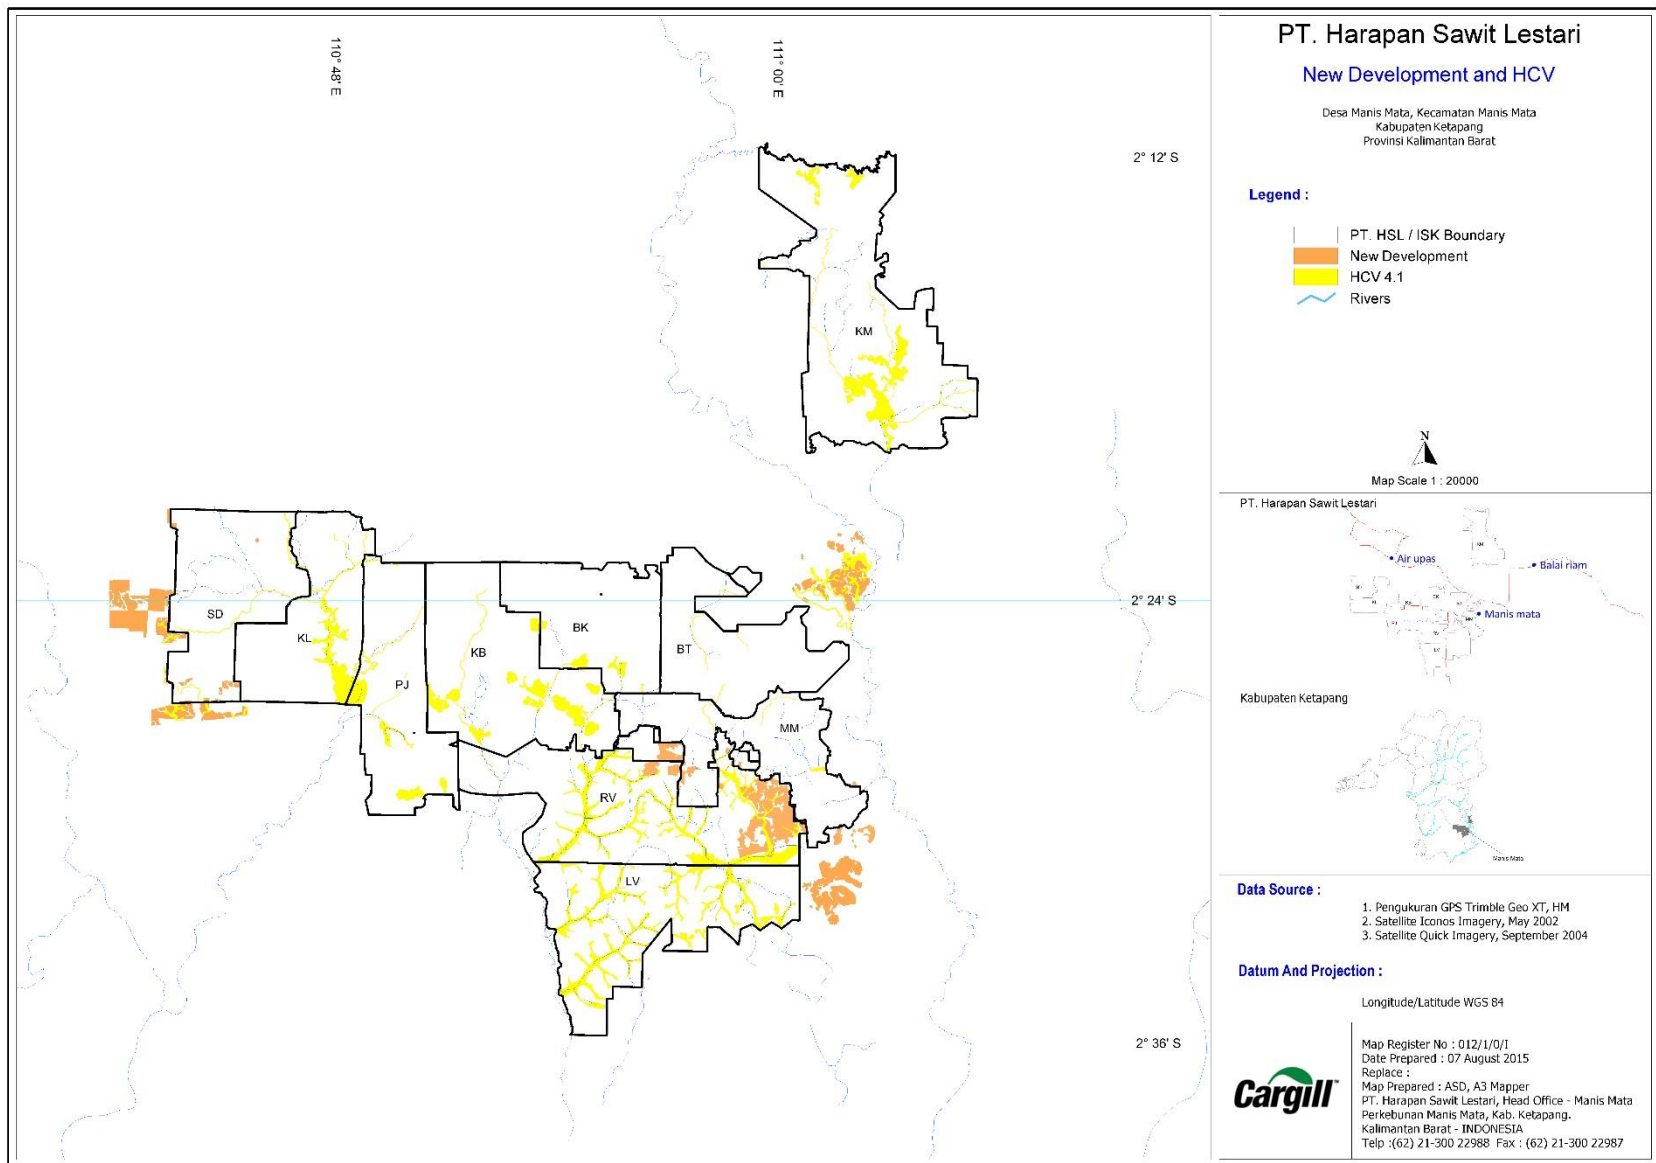 110° 48' E
111° 00' E
2° 12' S
KM
SD
KL
2° 24' S
BK
KB
BT
PJ
MM
RV
LV
2° 36' S
PT. Harapan Sawit Lestari
New Development and HCV
Desa Manis Mata, Kecamatan Manis Mata
Kabupaten Ketapang
Provinsi Kalimantan Barat
Legend :
PT. HSL / ISK Boundary
New Development
HCV 4.1
Rivers
N
Map Scale 1 : 20000
PT. Harapan Sawit Lestari
Air upas
Balai riam
Manis mata
Kabupaten Ketapang
Manis Mata
Data Source :
1. Pengukuran GPS Trimble Geo XT, HM
2. Satellite Iconos Imagery, May 2002
3. Satellite Quick Imagery, September 2004
Datum And Projection :
Longitude/Latitude WGS 84
Cargill™
Map Register No : 012/1/0/I
Date Prepared : 07 August 2015
Replace :
Map Prepared : ASD, A3 Mapper
PT. Harapan Sawit Lestari, Head Office - Manis Mata
Perkebunan Manis Mata, Kab. Ketapang.
Kalimantan Barat - INDONESIA
Telp :(62) 21-300 22988 Fax : (62) 21-300 22987